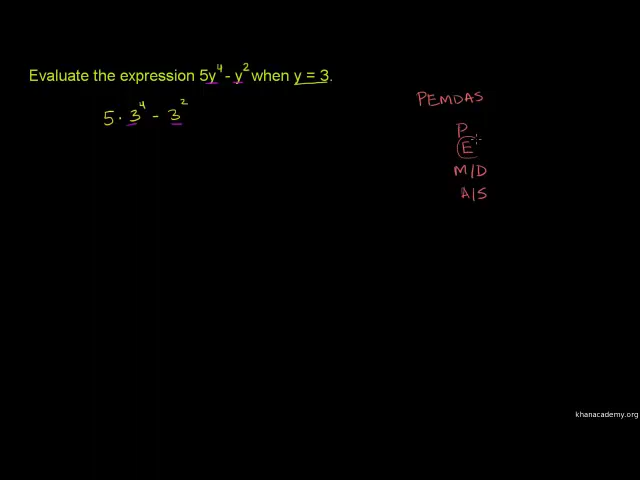 Evaluate the expression 5y⁴ - y² when y = 3.
5 · 3⁴ - 3²
PEMDAS
P
E
M/D
A/S
khanacademy.org